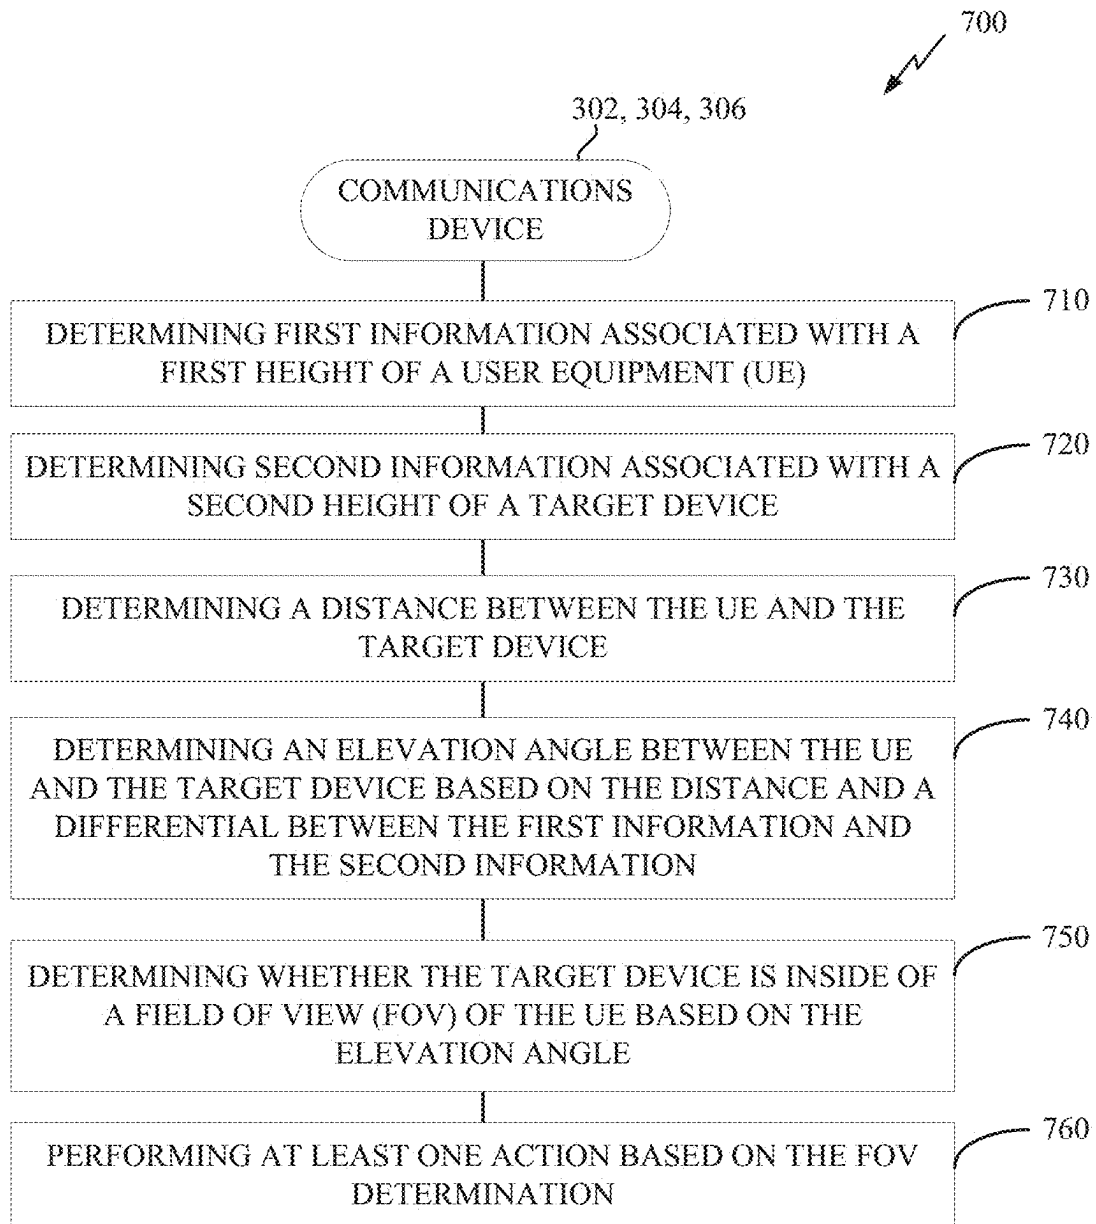 700
302, 304, 306
COMMUNICATIONS
DEVICE
710
DETERMINING FIRST INFORMATION ASSOCIATED WITH A
FIRST HEIGHT OF A USER EQUIPMENT (UE)
720
DETERMINING SECOND INFORMATION ASSOCIATED WITH A
SECOND HEIGHT OF A TARGET DEVICE
730
DETERMINING A DISTANCE BETWEEN THE UE AND THE
TARGET DEVICE
740
DETERMINING AN ELEVATION ANGLE BETWEEN THE UE
AND THE TARGET DEVICE BASED ON THE DISTANCE AND A
DIFFERENTIAL BETWEEN THE FIRST INFORMATION AND
THE SECOND INFORMATION
750
DETERMINING WHETHER THE TARGET DEVICE IS INSIDE OF
A FIELD OF VIEW (FOV) OF THE UE BASED ON THE
ELEVATION ANGLE
760
PERFORMING AT LEAST ONE ACTION BASED ON THE FOV
DETERMINATION